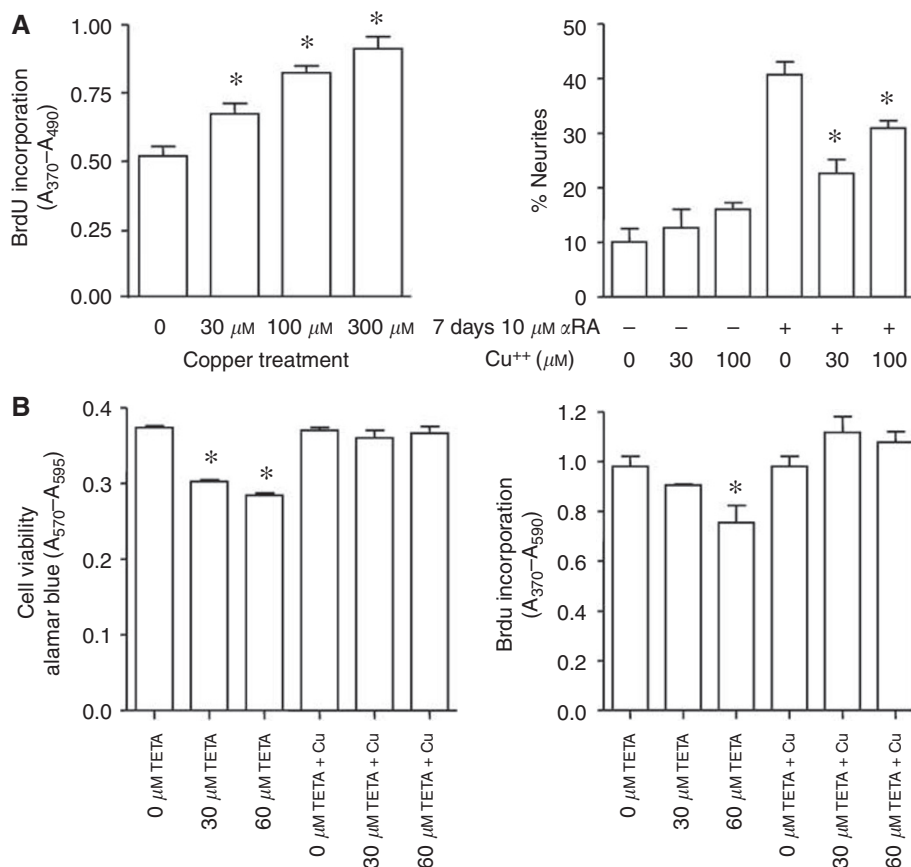 A
BrdU incorporation
(A370–A490)
1.00
0.75
0.50
0.25
0.00
*
*
*
0
30 μM
100 μM
300 μM
Copper treatment
% Neurites
50
40
30
20
10
0
*
*
7 days 10 μM αRA
– – – + + +
Cu++ (μM)
0 30 100 0 30 100
B
Cell viability
alamar blue (A570–A595)
0.4
0.3
0.2
0.1
0.0
*
*
0 μM TETA
30 μM TETA
60 μM TETA
0 μM TETA + Cu
30 μM TETA + Cu
60 μM TETA + Cu
Brdu incorporation
(A370–A590)
1.2
1.0
0.8
0.6
0.4
0.2
0.0
*
0 μM TETA
30 μM TETA
60 μM TETA
0 μM TETA + Cu
30 μM TETA + Cu
60 μM TETA + Cu